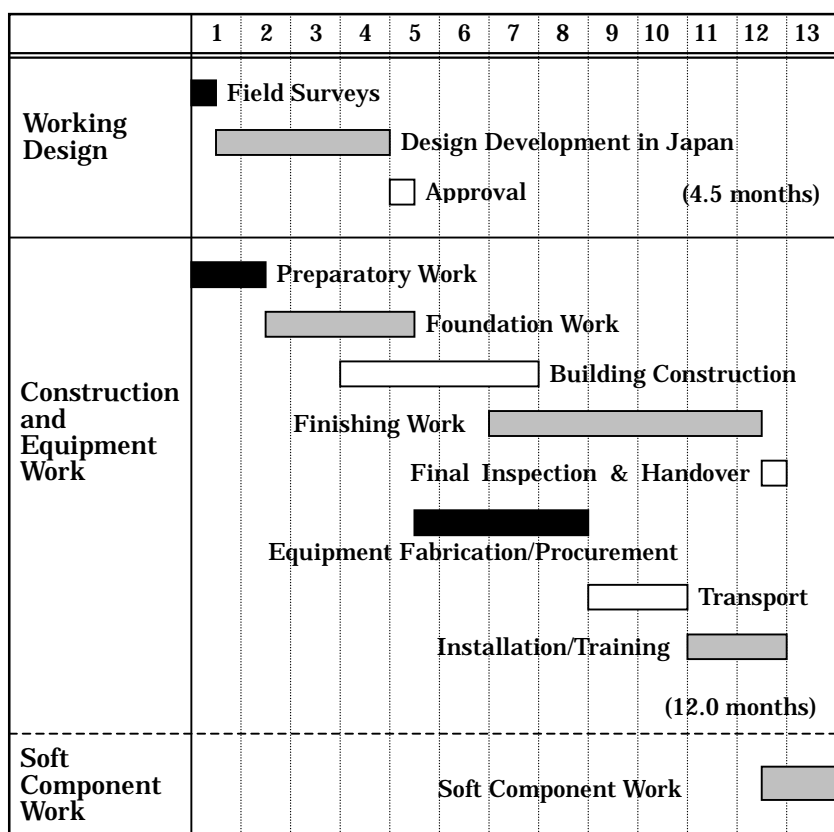 1 2 3 4 5 6 7 8 9 10 11 12 13
Working
Design
Field Surveys
Design Development in Japan
Approval
(4.5 months)
Construction
and
Equipment
Work
Preparatory Work
Foundation Work
Building Construction
Finishing Work
Final Inspection & Handover
Equipment Fabrication/Procurement
Transport
Installation/Training
(12.0 months)
Soft
Component
Work
Soft Component Work